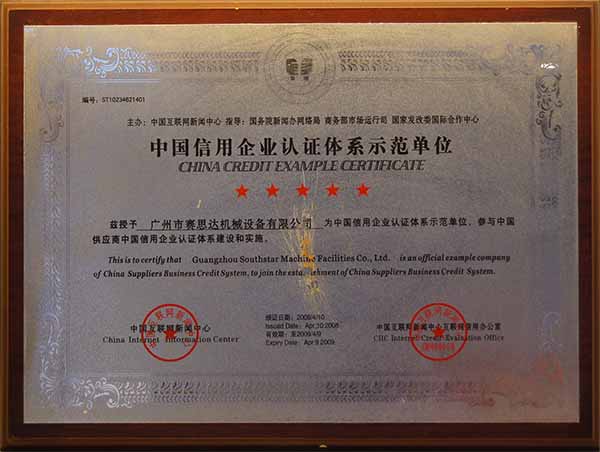 编号：ST10234621401
主办：中国互联网新闻中心 指导：国务院新闻办网络局 商务部市场运行司 国家发改委国际合作中心
中国信用企业认证体系示范单位
CHINA CREDIT EXAMPLE CERTIFICATE
兹授予 广州市赛思达机械设备有限公司 为中国信用企业认证体系示范单位，参与中国
供应商中国信用企业认证体系建设和实施。
This is to certify that Guangzhou Southstar Machine Facilities Co., Ltd. is an official example company
of China Suppliers Business Credit System, to join the establishment of China Suppliers Business Credit System.
授证日期：2008/4/10
Issued Date：Apr.10.2008
有效期：至2009/4/9
Expiry Date：Apr.9.2009
中国互联网新闻中心
China Internet Information Center
中国互联网新闻中心互联网信用办公室
CIIC Internet Credit Evaluation Office